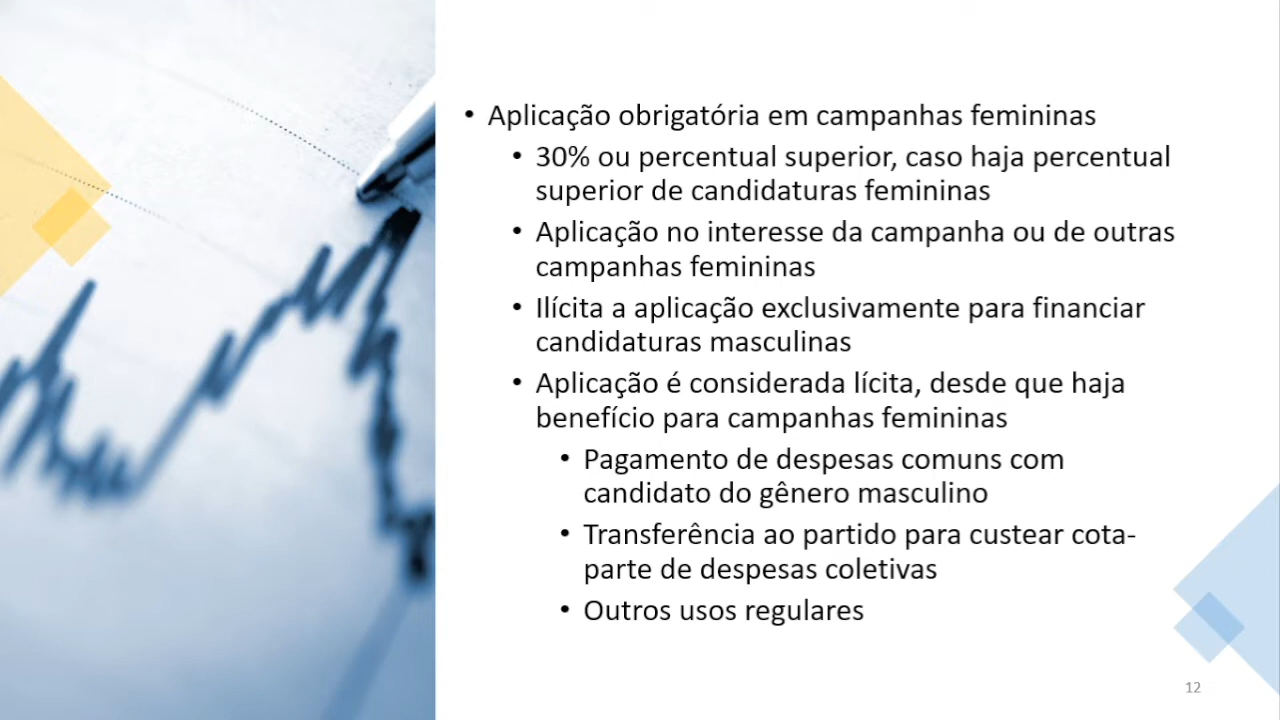 • Aplicação obrigatória em campanhas femininas
• 30% ou percentual superior, caso haja percentual
superior de candidaturas femininas
• Aplicação no interesse da campanha ou de outras
campanhas femininas
• Ilícita a aplicação exclusivamente para financiar
candidaturas masculinas
• Aplicação é considerada lícita, desde que haja
benefício para campanhas femininas
• Pagamento de despesas comuns com
candidato do gênero masculino
• Transferência ao partido para custear cota-
parte de despesas coletivas
• Outros usos regulares
12